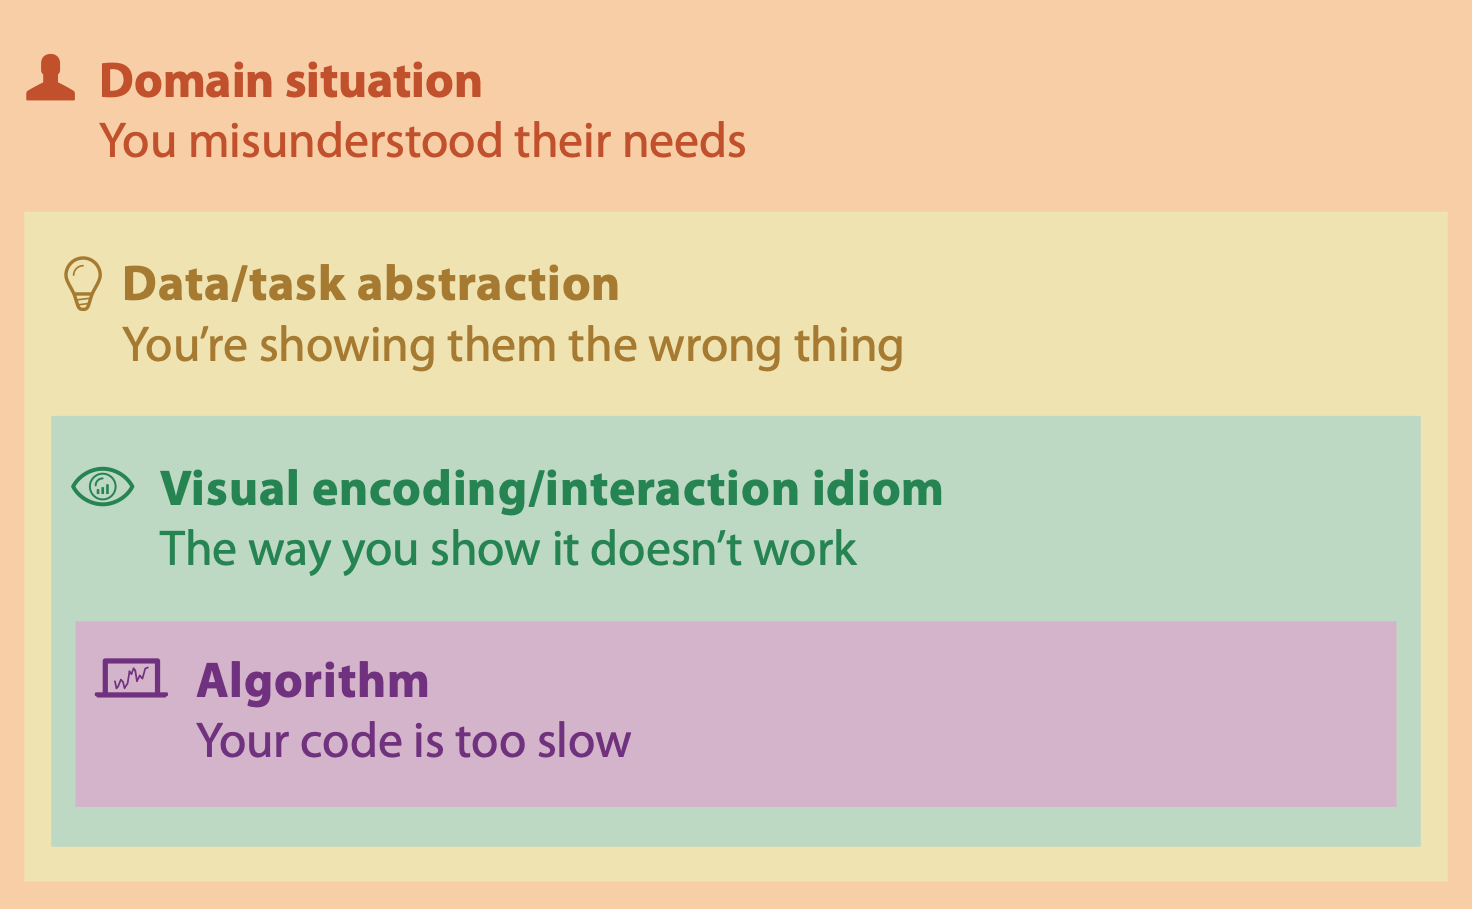 Domain situation
You misunderstood their needs
Data/task abstraction
You’re showing them the wrong thing
Visual encoding/interaction idiom
The way you show it doesn’t work
Algorithm
Your code is too slow